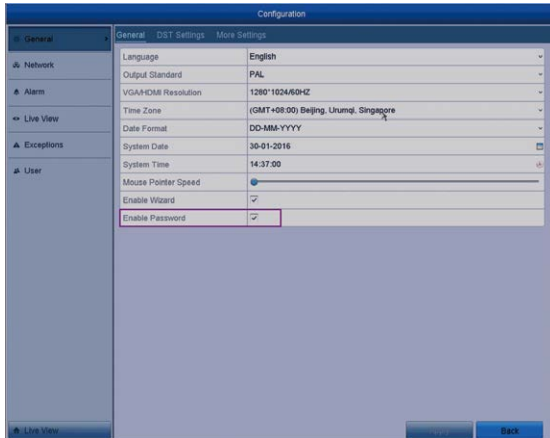 Configuration
General
Network
Alarm
Live View
Exceptions
User
Live View
General DST Settings More Settings
Language English
Output Standard PAL
VGA/HDMI Resolution 1280*1024/60HZ
Time Zone (GMT+08:00) Beijing, Urumqi, Singapore
Date Format DD-MM-YYYY
System Date 30-01-2016
System Time 14:37:00
Mouse Pointer Speed
Enable Wizard
Enable Password
Back